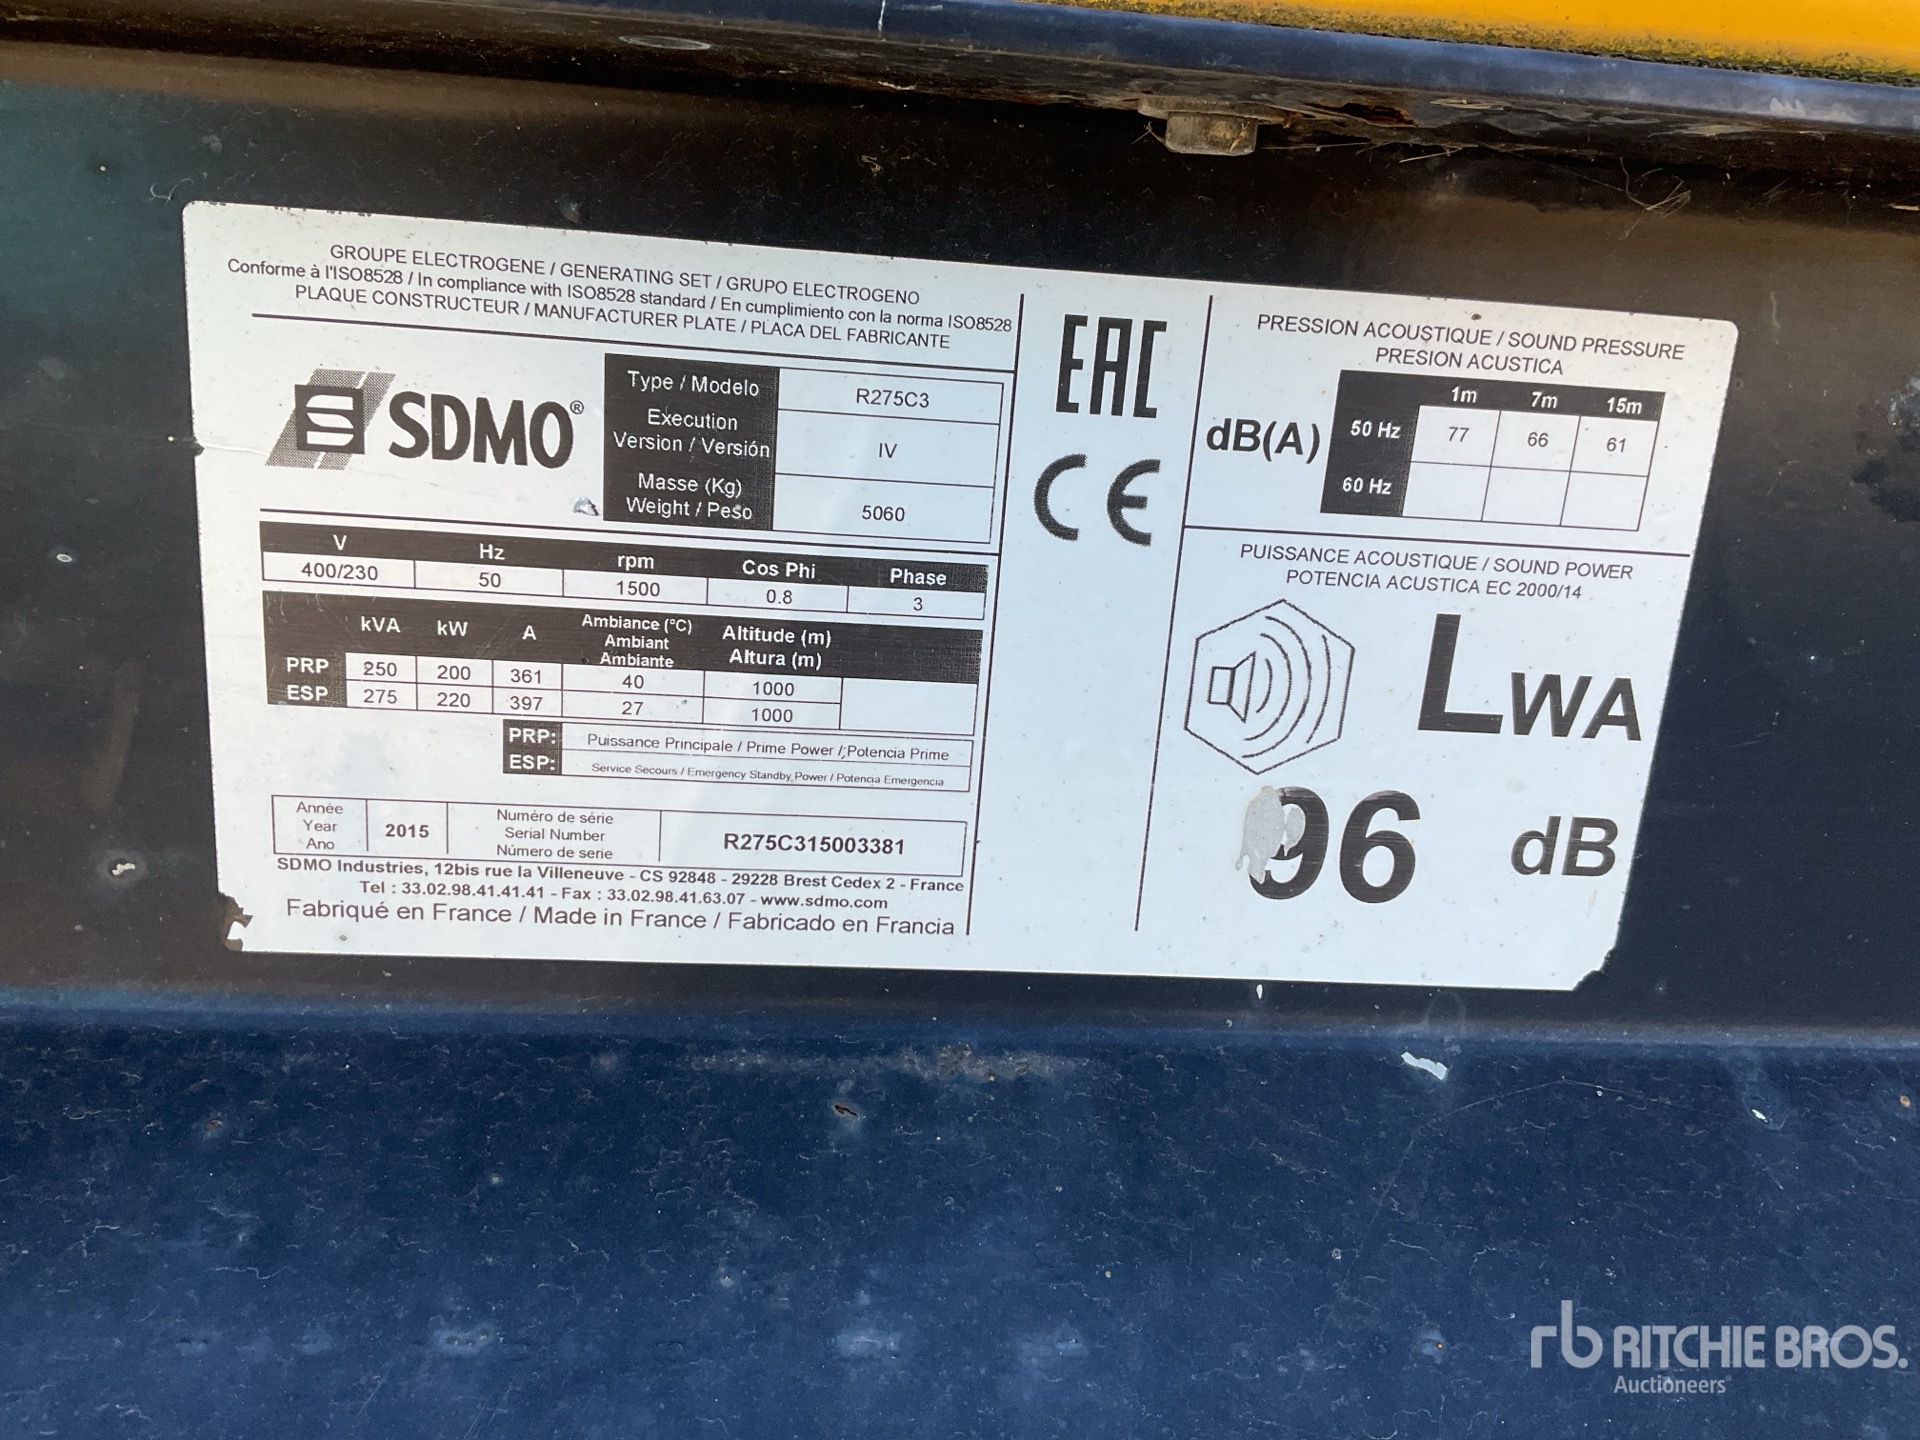 GROUPE ELECTROGENE / GENERATING SET / GRUPO ELECTROGENO
Conforme à l'ISO8528 / In compliance with ISO8528 standard / En cumplimiento con la norma ISO8528
PLAQUE CONSTRUCTEUR / MANUFACTURER PLATE / PLACA DEL FABRICANTE
SDMO®
Type / Modelo R275C3
Execution
Version / Versión IV
Masse (Kg)
Weight / Peso 5060
V Hz rpm Cos Phi Phase
400/230 50 1500 0.8 3
kVA kW A Ambiance (°C) Altitude (m)
Ambiant Altura (m)
Ambiante
PRP 250 200 361 40 1000
ESP 275 220 397 27 1000
PRP: Puissance Principale / Prime Power / Potencia Prime
ESP: Service Secours / Emergency Standby Power / Potencia Emergencia
Année
Year
Ano
2015
Numéro de série
Serial Number
Número de serie
R275C315003381
SDMO Industries, 12bis rue la Villeneuve - CS 92848 - 29228 Brest Cedex 2 - France
Tel : 33.02.98.41.41.41 - Fax : 33.02.98.41.63.07 - www.sdmo.com
Fabriqué en France / Made in France / Fabricado en Francia
EAC
CE
PRESSION ACOUSTIQUE / SOUND PRESSURE
PRESION ACUSTICA
1m 7m 15m
dB(A) 50 Hz 77 66 61
60 Hz
PUISSANCE ACOUSTIQUE / SOUND POWER
POTENCIA ACUSTICA EC 2000/14
LWA
96 dB
rb RITCHIE BROS.
Auctioneers